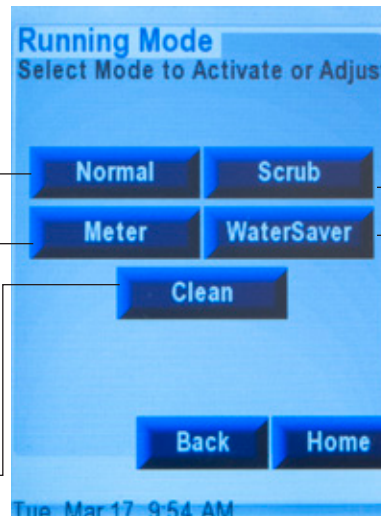 Running Mode
Select Mode to Activate or Adjus
Normal Scrub
Meter WaterSaver
Clean
Back Home
Tue, Mar 17, 9:54 AM